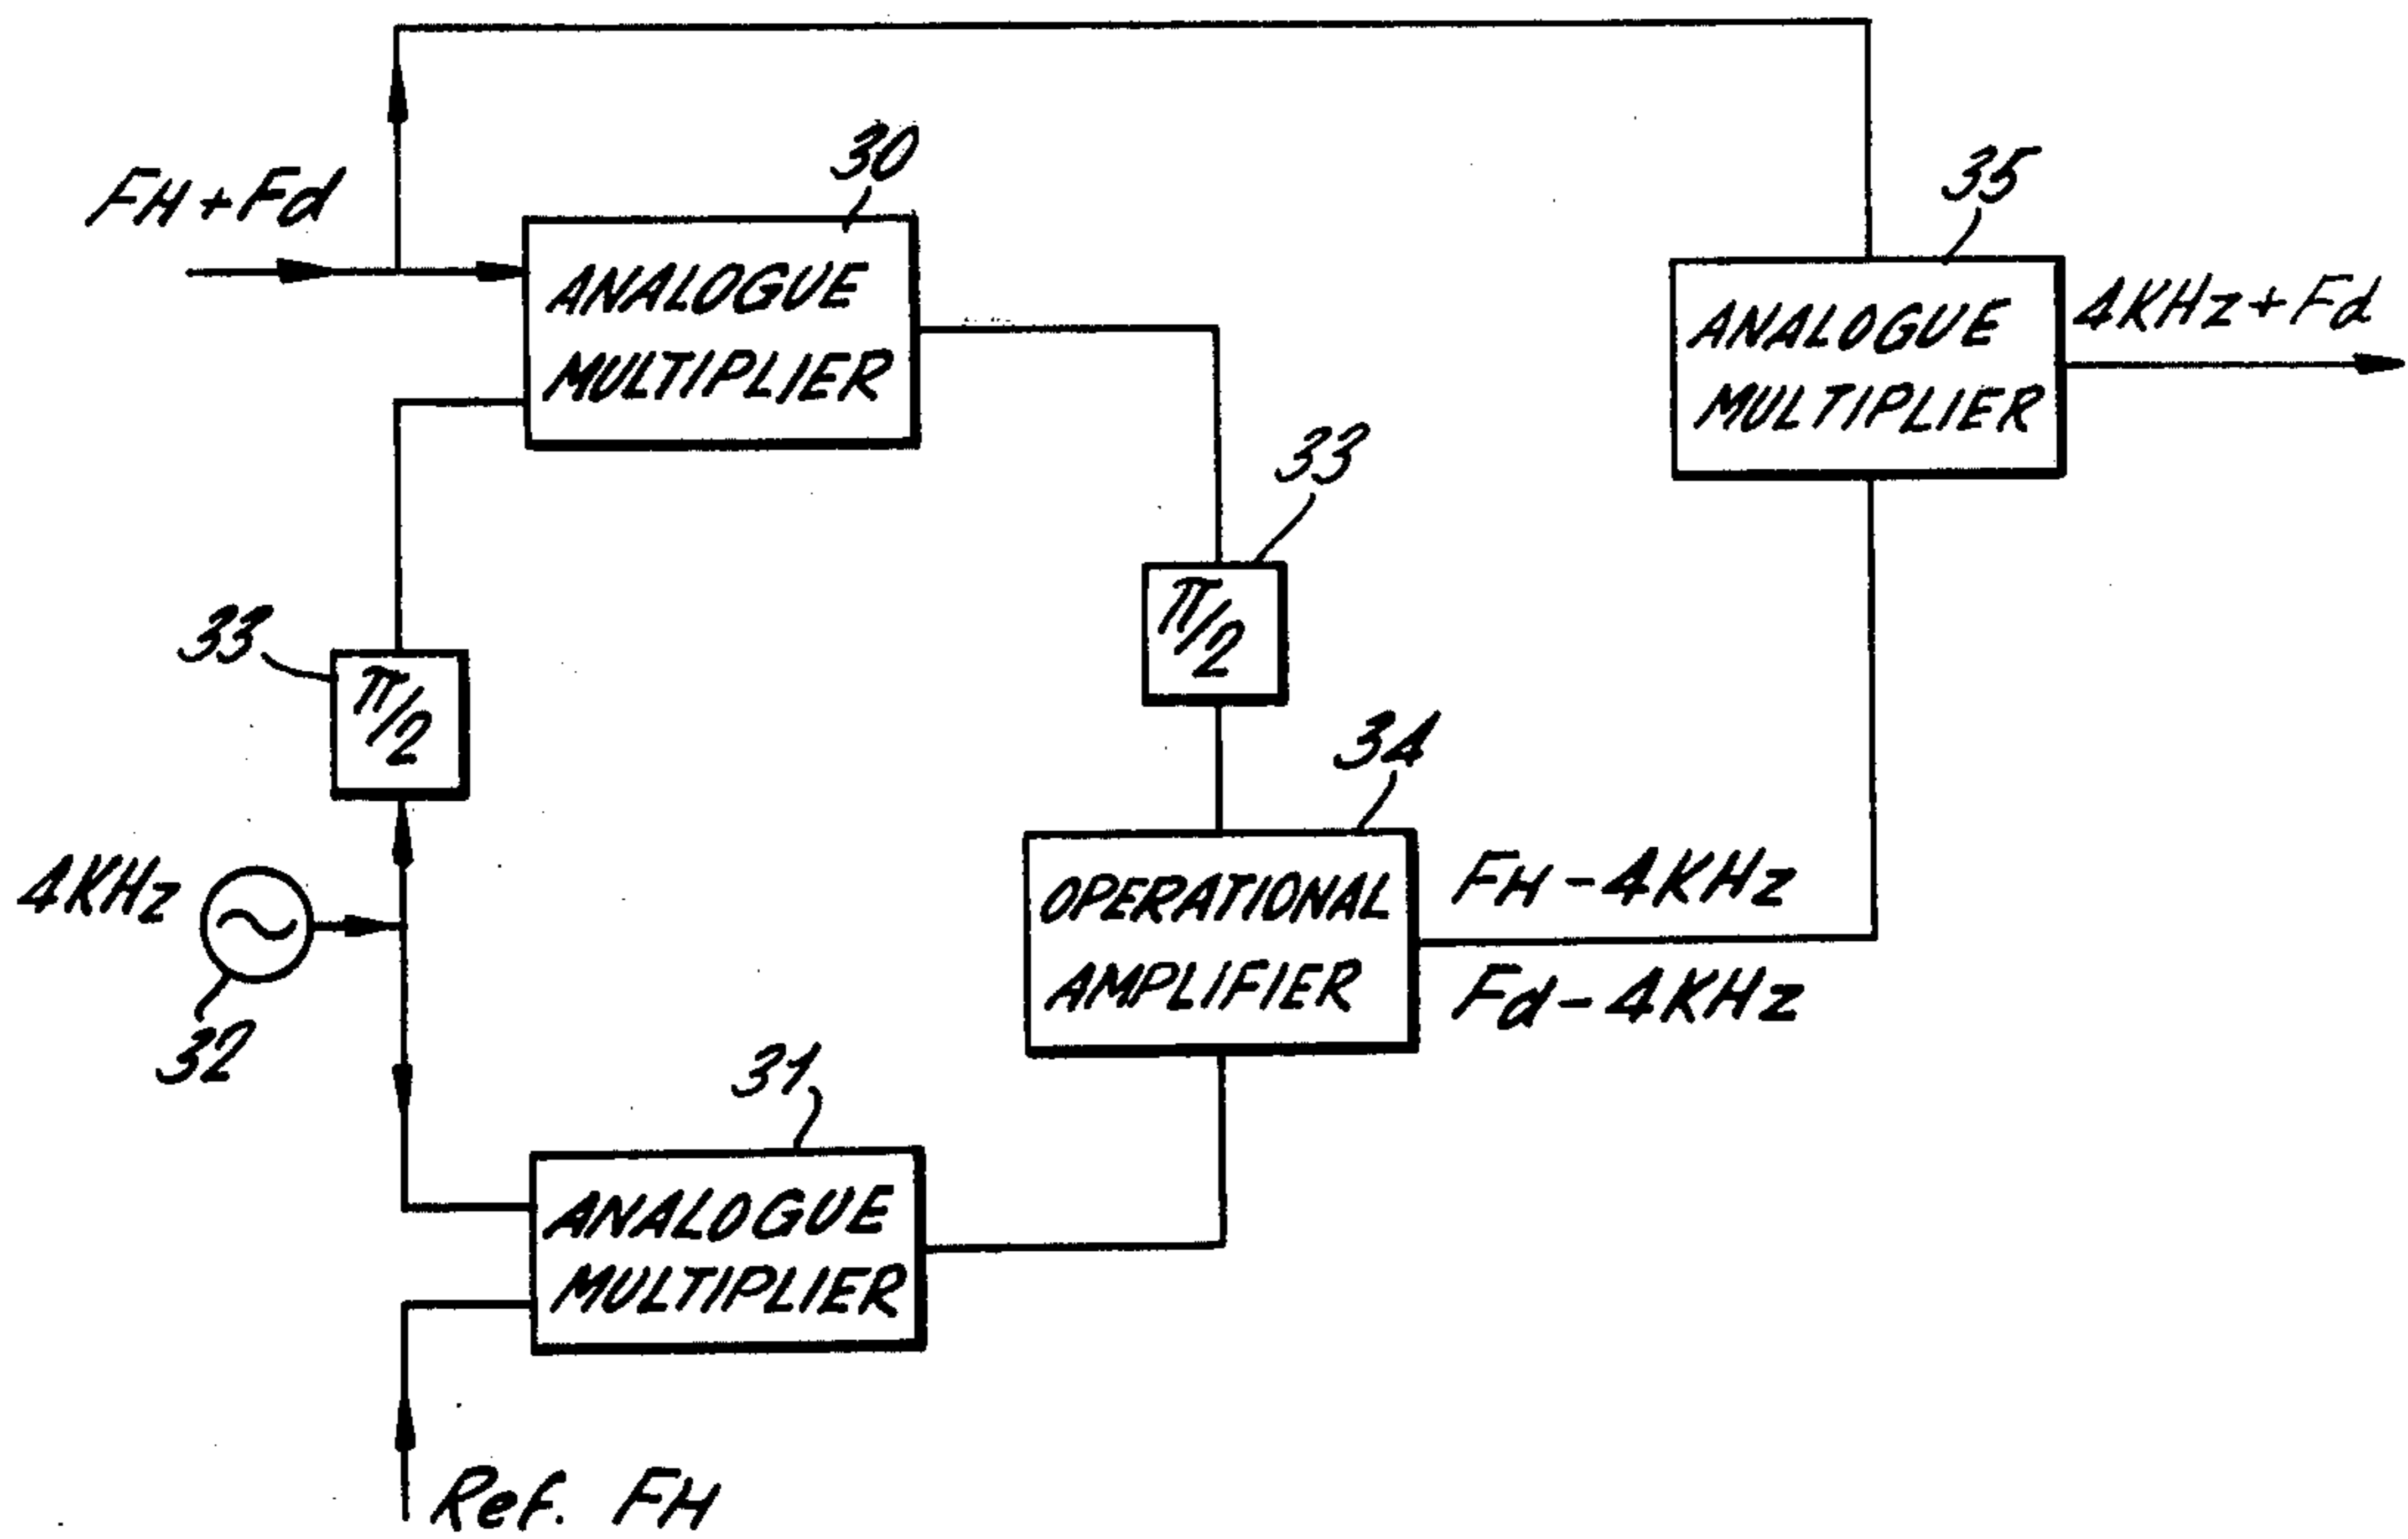 30
35
FH+Fd
ANALOGUE
MULTIPLIER
ANALOGUE
MULTIPLIER
4KHz+Fd
33
π/2
33
π/2
34
4KHz
32
OPERATIONAL
AMPLIFIER
FH-4KHz
Fd-4KHz
31
ANALOGUE
MULTIPLIER
Ref. FH